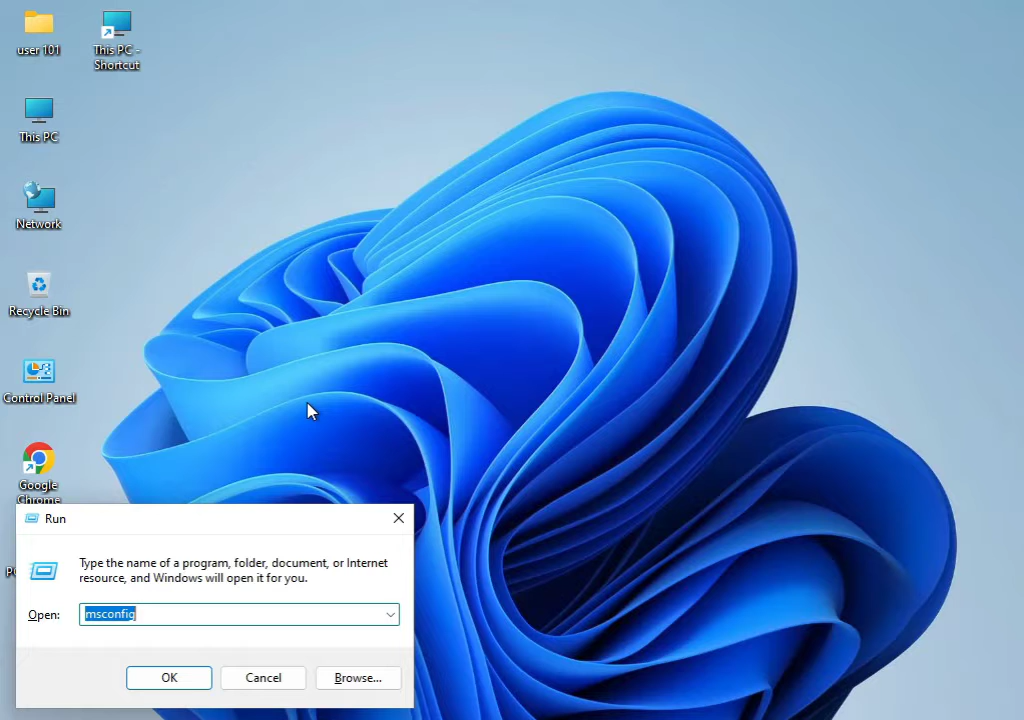 user 101
This PC -
Shortcut
This PC
Network
Recycle Bin
Control Panel
Google
Chrome
Run
Type the name of a program, folder, document, or Internet
resource, and Windows will open it for you.
Open:
msconfig
OK
Cancel
Browse...